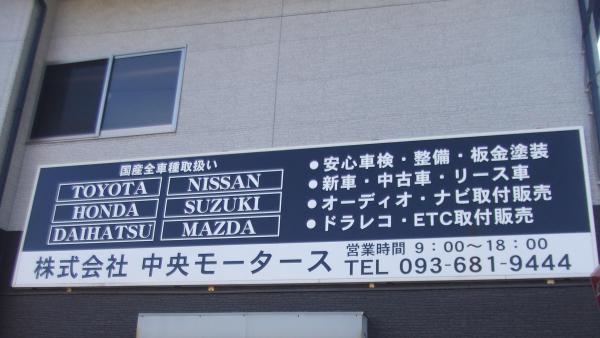 国産全車種取扱い
TOYOTA NISSAN
HONDA SUZUKI
DAIHATSU MAZDA
●安心車検・整備・板金塗装
●新車・中古車・リース車
●オーディオ・ナビ取付販売
●ドラレコ・ETC取付販売
株式会社 中央モータース
営業時間 9:00〜18:00
TEL 093-681-9444